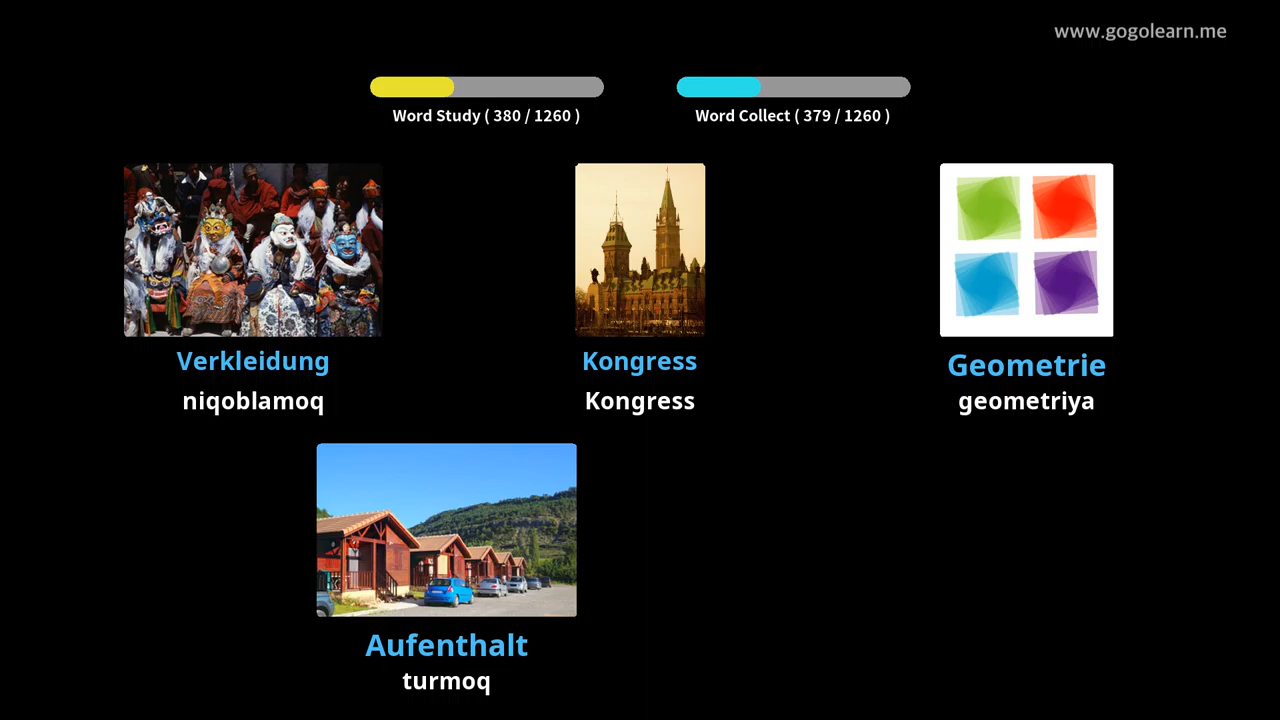 www.gogolearn.me
Word Study ( 380 / 1260 )
Word Collect ( 379 / 1260 )
Verkleidung
niqoblamoq
Kongress
Kongress
Geometrie
geometriya
Aufenthalt
turmoq